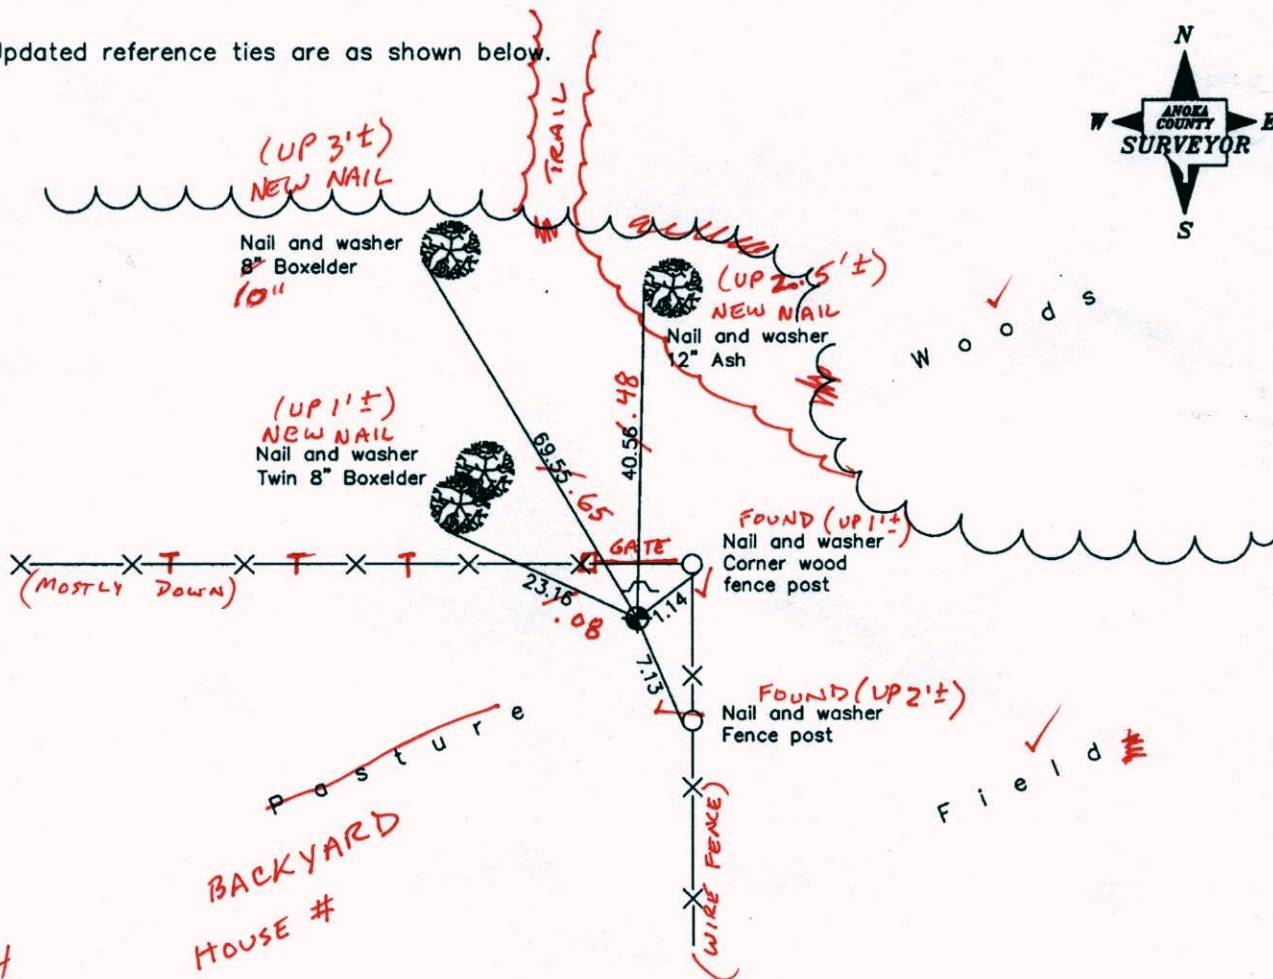 Updated reference ties are as shown below.
N
W
E
S
ANOKA
COUNTY
SURVEYOR
TRAIL
(UP 3'±)
NEW NAIL
Nail and washer
8" Boxelder
10"
(UP 2.5'±)
NEW NAIL
Nail and washer
12" Ash
Woods
(UP 1'±)
NEW NAIL
Nail and washer
Twin 8" Boxelder
69.55
.65
40.56
.48
FOUND (UP 1'±)
Nail and washer
Corner wood
fence post
GATE
T T T
(MOSTLY DOWN)
23.16
.08
1.14
7.13
FOUND (UP 2'±)
Nail and washer
Fence post
Pasture
Field
BACKYARD
HOUSE #
(WIRE FENCE)